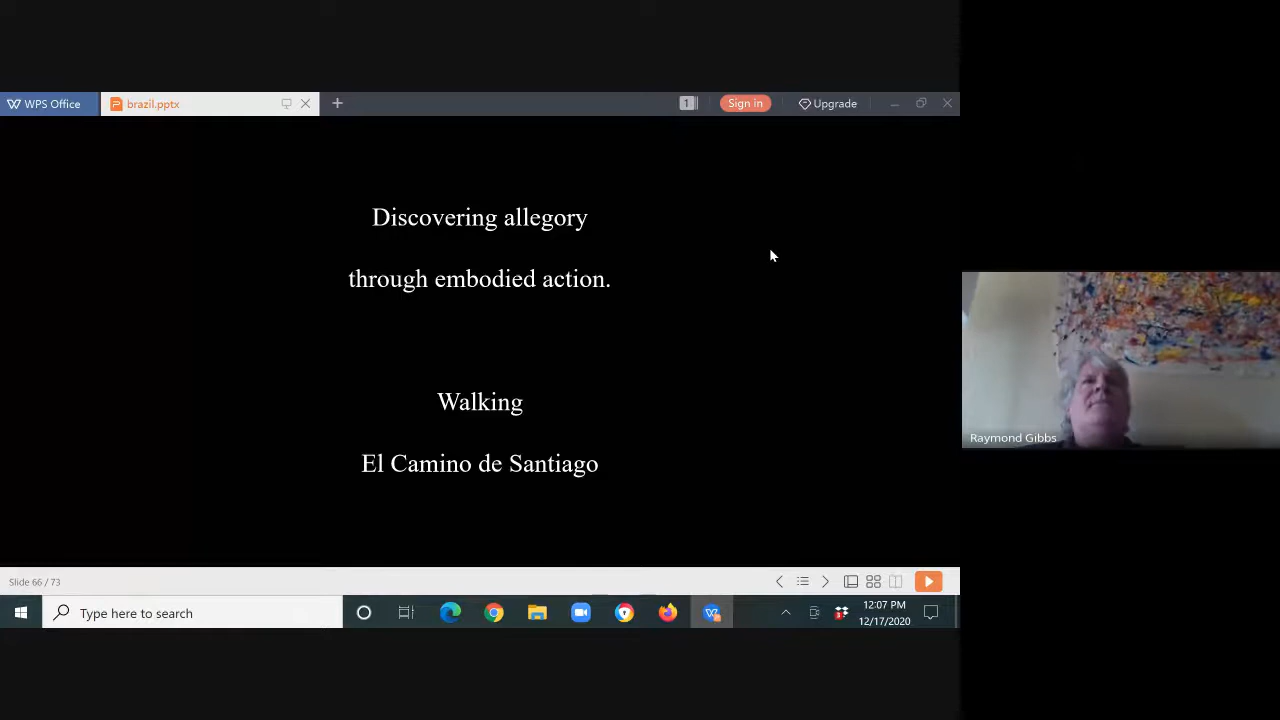 WPS Office
brazil.pptx
1
Sign in
Upgrade
Discovering allegory
through embodied action.
Walking
El Camino de Santiago
Raymond Gibbs
Slide 66 / 73
Type here to search
12:07 PM
12/17/2020